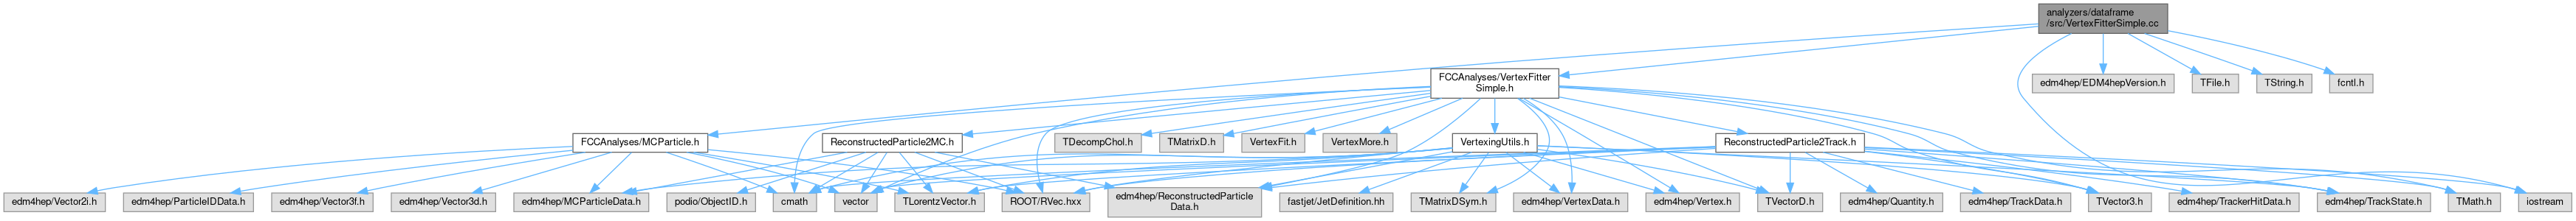 analyzers/dataframe
/src/VertexFitterSimple.cc
FCCAnalyses/VertexFitter
Simple.h
edm4hep/EDM4hepVersion.h
TFile.h
TString.h
fcntl.h
FCCAnalyses/MCParticle.h
ReconstructedParticle2MC.h
TDecompChol.h
TMatrixD.h
VertexFit.h
VertexMore.h
VertexingUtils.h
ReconstructedParticle2Track.h
edm4hep/Vector2i.h
edm4hep/ParticleIDData.h
edm4hep/Vector3f.h
edm4hep/Vector3d.h
edm4hep/MCParticleData.h
podio/ObjectID.h
cmath
vector
TLorentzVector.h
ROOT/RVec.hxx
edm4hep/ReconstructedParticle
Data.h
fastjet/JetDefinition.hh
TMatrixDSym.h
edm4hep/VertexData.h
edm4hep/Vertex.h
TVectorD.h
edm4hep/Quantity.h
edm4hep/TrackData.h
TVector3.h
edm4hep/TrackerHitData.h
edm4hep/TrackState.h
TMath.h
iostream